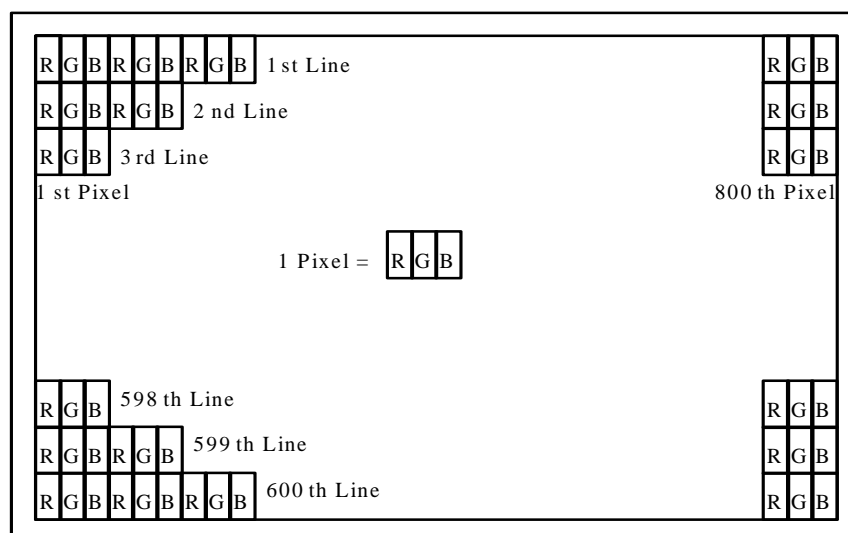 R G B R G B R G B 1 st Line R G B
R G B R G B 2 nd Line R G B
R G B 3 rd Line R G B
1 st Pixel 800 th Pixel
1 Pixel = R G B
R G B 598 th Line R G B
R G B R G B 599 th Line R G B
R G B R G B R G B 600 th Line R G B